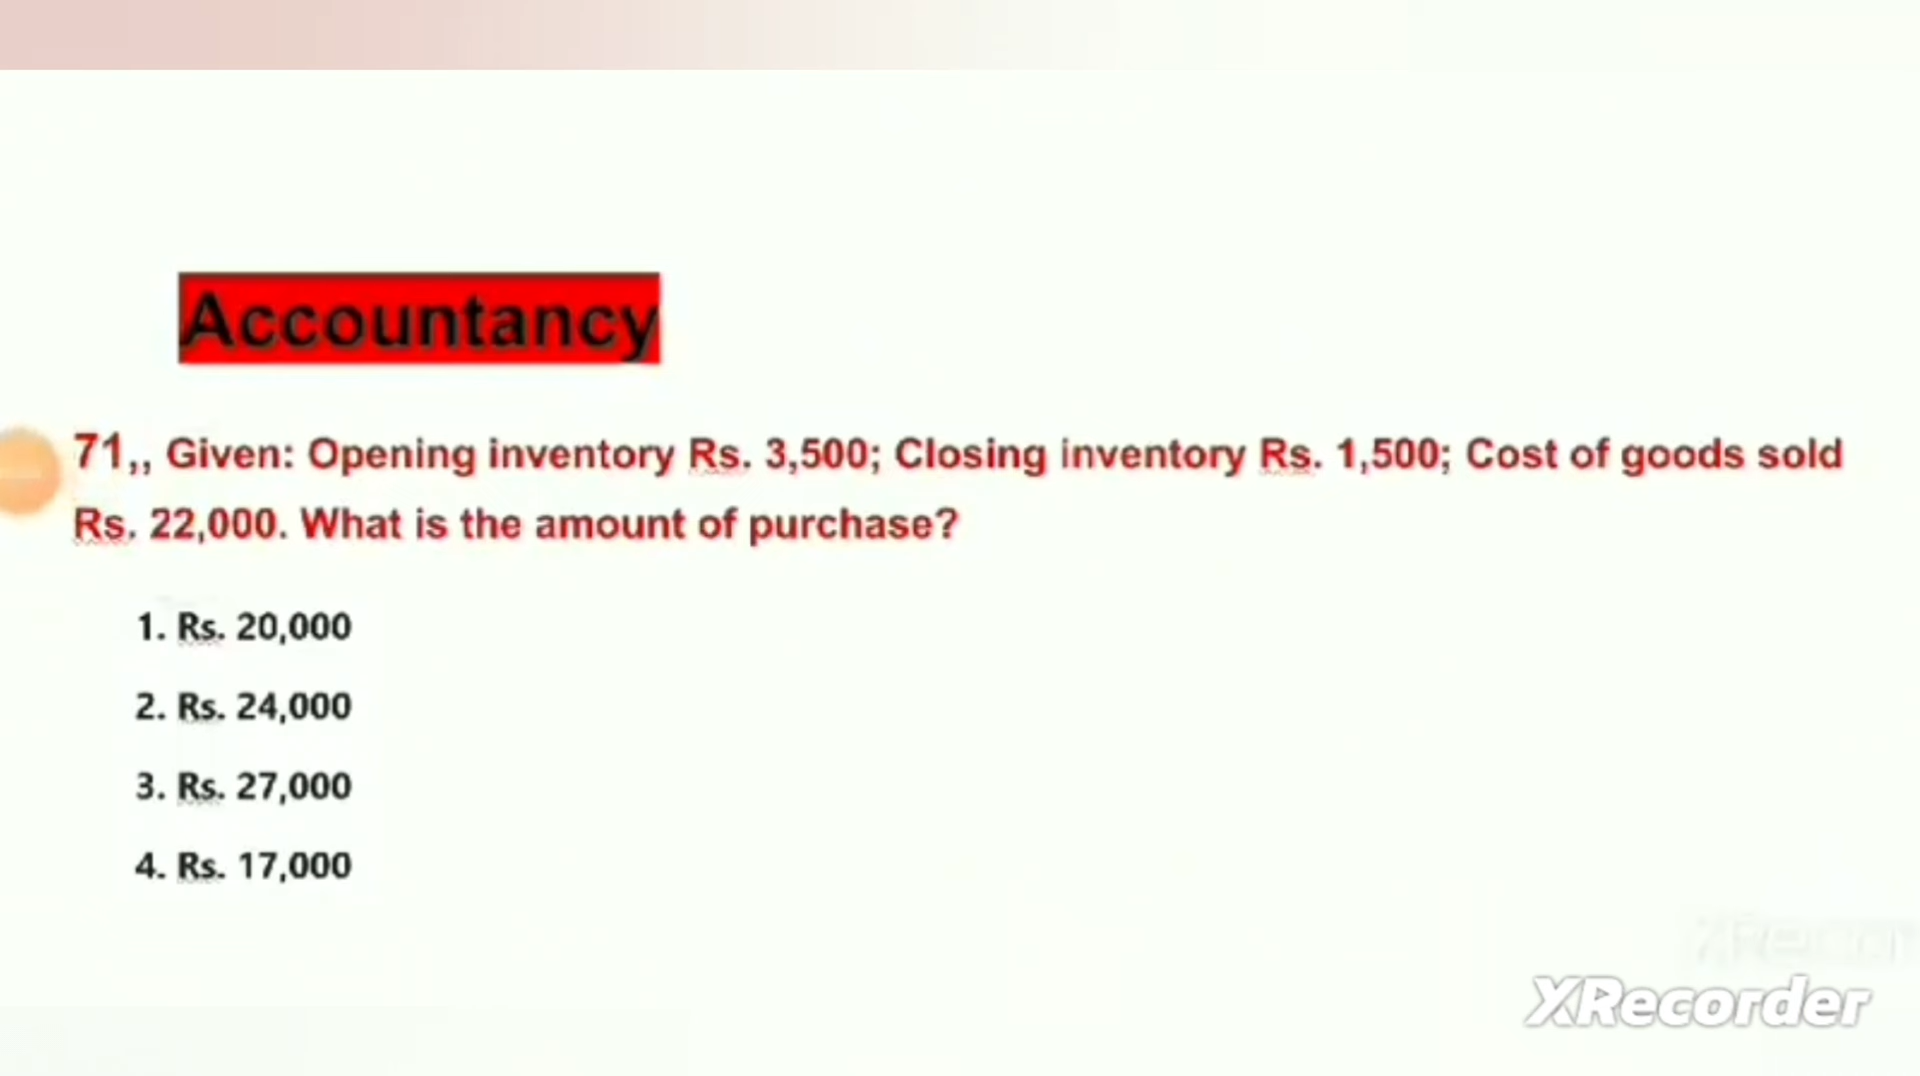 Accountancy
71,, Given: Opening inventory Rs. 3,500; Closing inventory Rs. 1,500; Cost of goods sold
Rs. 22,000. What is the amount of purchase?
1. Rs. 20,000
2. Rs. 24,000
3. Rs. 27,000
4. Rs. 17,000
XRecorder